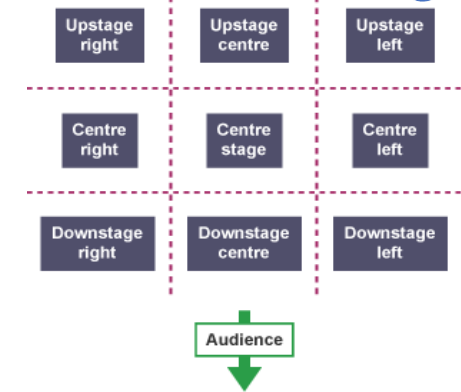 Upstage
right
Upstage
centre
Upstage
left
Centre
right
Centre
stage
Centre
left
Downstage
right
Downstage
centre
Downstage
left
Audience